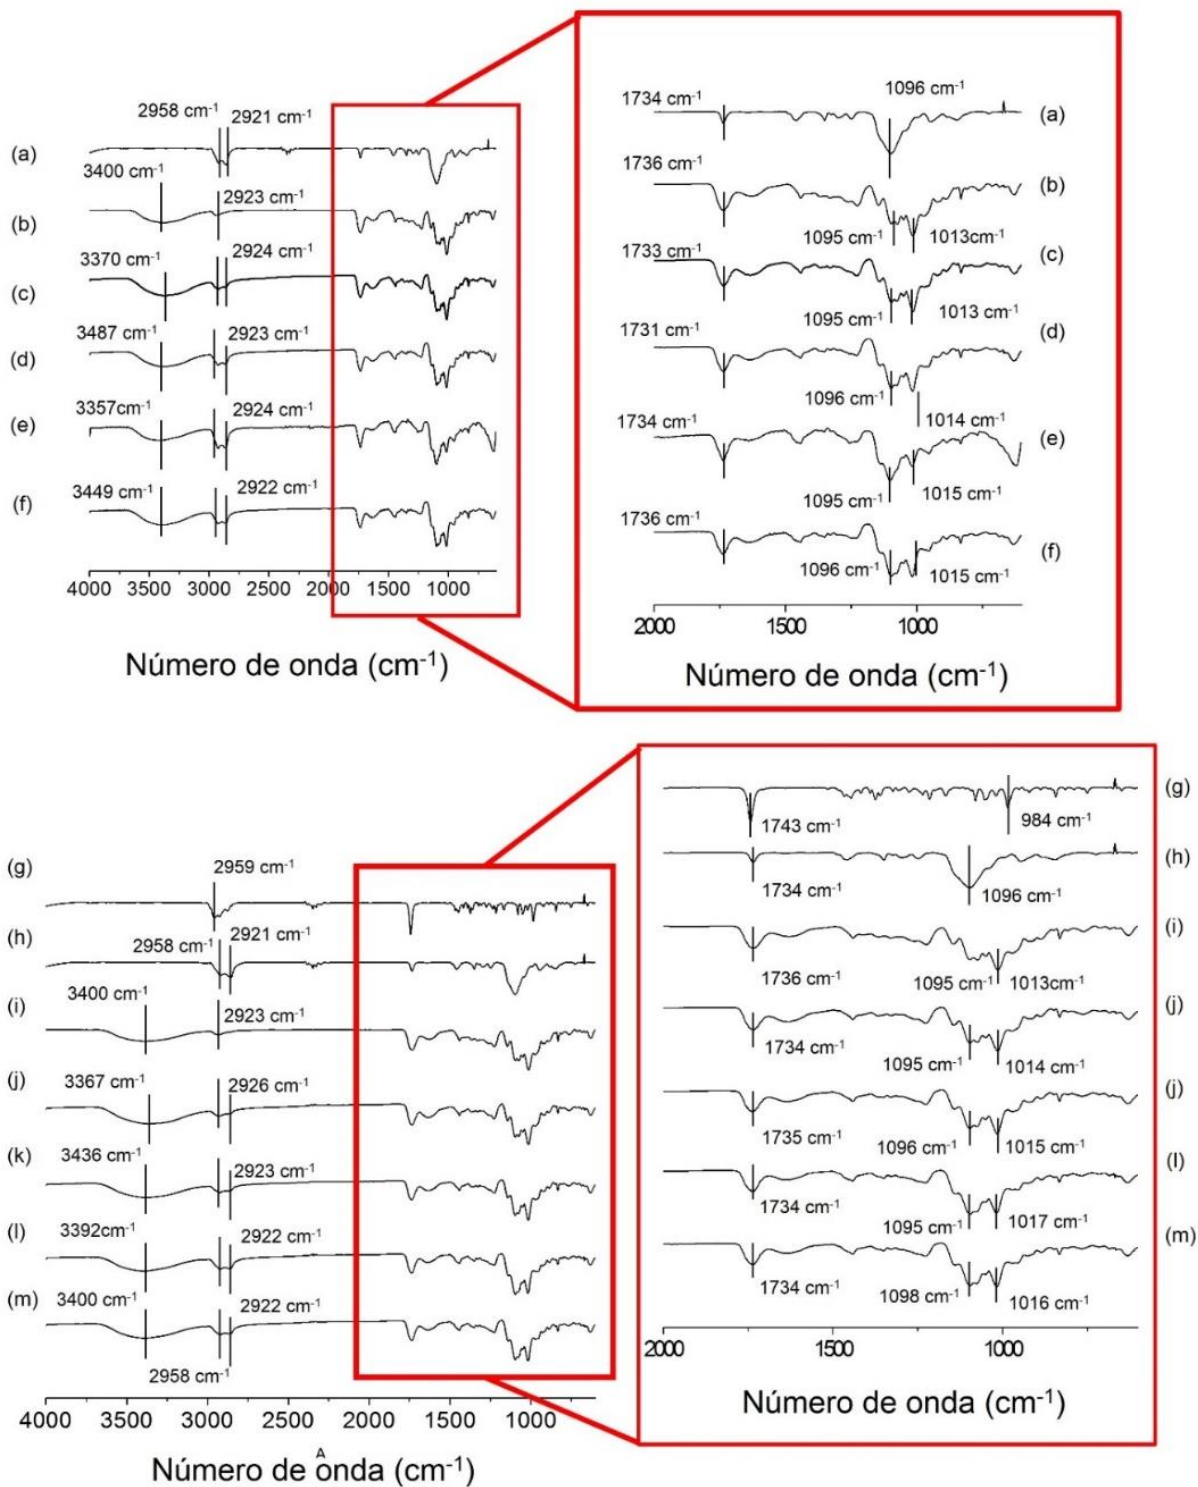 2958 cm⁻¹
2921 cm⁻¹
(a)
3400 cm⁻¹
2923 cm⁻¹
(b)
3370 cm⁻¹
2924 cm⁻¹
(c)
3487 cm⁻¹
2923 cm⁻¹
(d)
3357cm⁻¹
2924 cm⁻¹
(e)
3449 cm⁻¹
2922 cm⁻¹
(f)
4000 3500 3000 2500 2000 1500 1000
Número de onda (cm⁻¹)
1734 cm⁻¹
1096 cm⁻¹
(a)
1736 cm⁻¹
(b)
1095 cm⁻¹
1013cm⁻¹
1733 cm⁻¹
(c)
1095 cm⁻¹
1013 cm⁻¹
1731 cm⁻¹
(d)
1096 cm⁻¹
1014 cm⁻¹
1734 cm⁻¹
(e)
1095 cm⁻¹
1015 cm⁻¹
1736 cm⁻¹
(f)
1096 cm⁻¹
1015 cm⁻¹
2000 1500 1000
Número de onda (cm⁻¹)
(g)
2959 cm⁻¹
(h)
2958 cm⁻¹
2921 cm⁻¹
(i)
3400 cm⁻¹
2923 cm⁻¹
(j)
3367 cm⁻¹
2926 cm⁻¹
(k)
3436 cm⁻¹
2923 cm⁻¹
(l)
3392cm⁻¹
2922 cm⁻¹
(m)
3400 cm⁻¹
2922 cm⁻¹
2958 cm⁻¹
4000 3500 3000 2500 2000 1500 1000
A
Número de onda (cm⁻¹)
(g)
1743 cm⁻¹
984 cm⁻¹
(h)
1734 cm⁻¹
1096 cm⁻¹
(i)
1736 cm⁻¹
1095 cm⁻¹
1013cm⁻¹
(j)
1734 cm⁻¹
1095 cm⁻¹
1014 cm⁻¹
(j)
1735 cm⁻¹
1096 cm⁻¹
1015 cm⁻¹
(l)
1734 cm⁻¹
1095 cm⁻¹
1017 cm⁻¹
(m)
1734 cm⁻¹
1098 cm⁻¹
1016 cm⁻¹
2000 1500 1000
Número de onda (cm⁻¹)